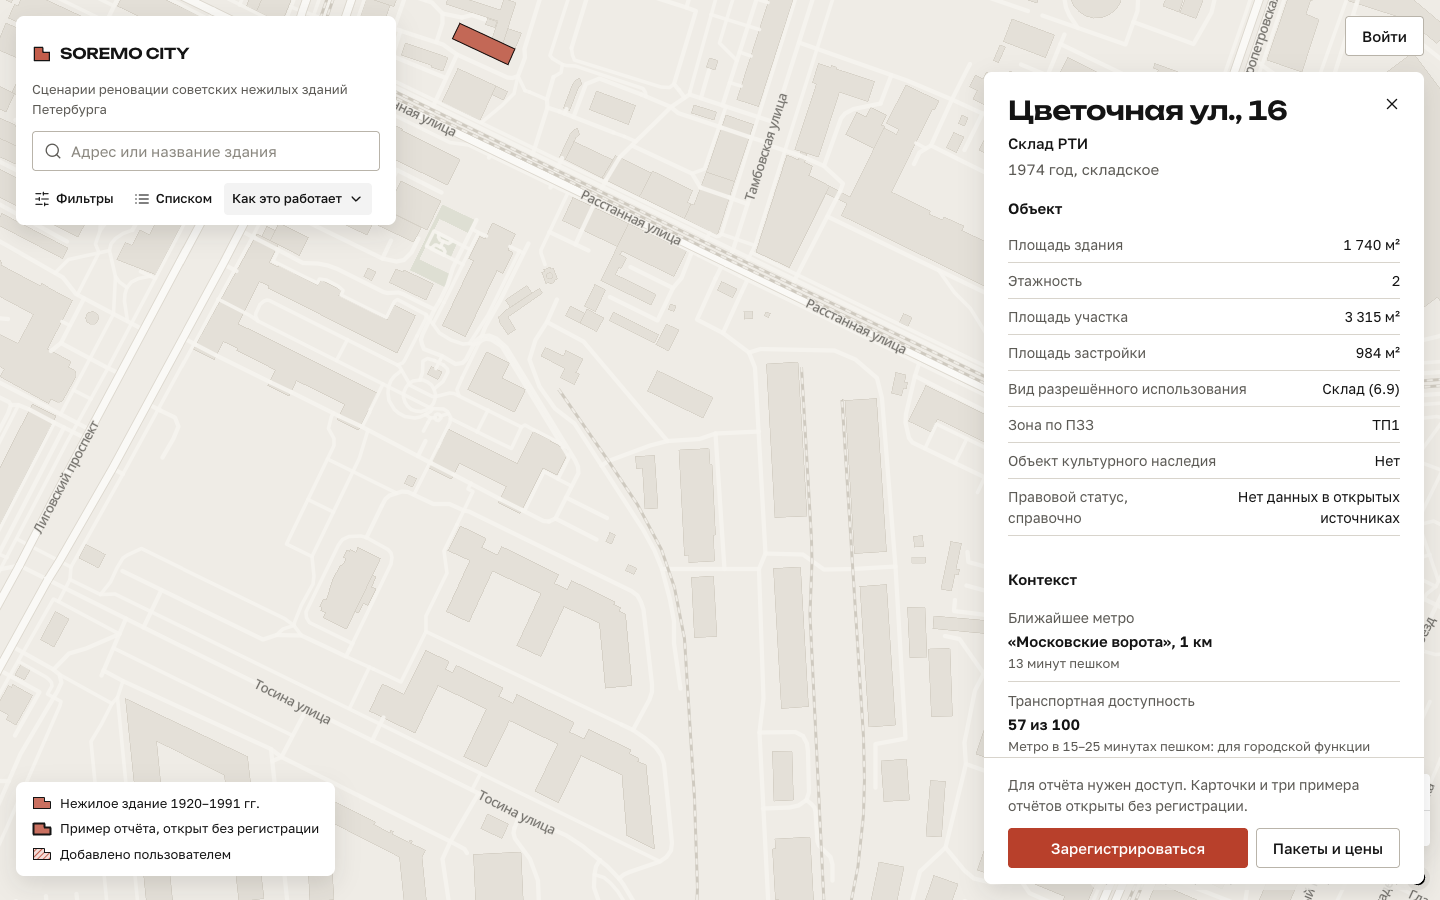 SOREMO CITY
Сценарии реновации советских нежилых зданий
Петербурга
Адрес или название здания
Фильтры
Списком
Как это работает
Войти
Цветочная ул., 16
Склад РТИ
1974 год, складское
Объект
Площадь здания 1 740 м²
Этажность 2
Площадь участка 3 315 м²
Площадь застройки 984 м²
Вид разрешённого использования Склад (6.9)
Зона по ПЗЗ ТП1
Объект культурного наследия Нет
Правовой статус, Нет данных в открытых
справочно источниках
Контекст
Ближайшее метро
«Московские ворота», 1 км
13 минут пешком
Транспортная доступность
57 из 100
Метро в 15–25 минутах пешком: для городской функции
Для отчёта нужен доступ. Карточки и три примера
отчётов открыты без регистрации.
Зарегистрироваться
Пакеты и цены
Тамбовская улица
Расстанная улица
Расстанная улица
Лиговский проспект
Тосина улица
Тосина улица
Нежилое здание 1920–1991 гг.
Пример отчёта, открыт без регистрации
Добавлено пользователем